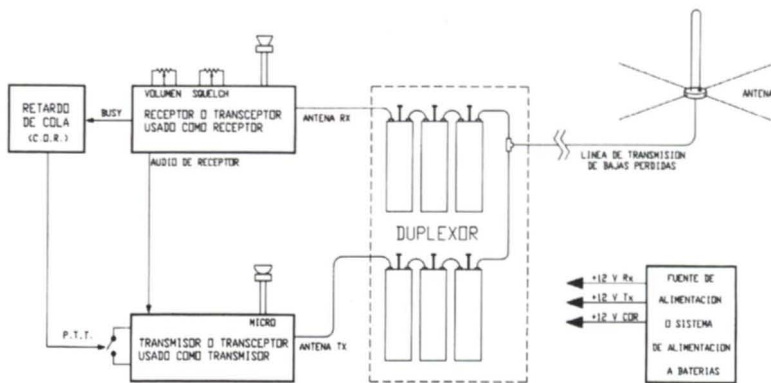 RETARDO
DE COLA
(C.O.R.)
BUSY
VOLUMEN
SQUELCH
RECEPTOR O TRANSCEPTOR
USADO COMO RECEPTOR
ANTENA RX
AUDIO DE RECEPTOR
DUPLEXOR
ANTENA
LINEA DE TRANSMISION
DE BAJAS PERDIDAS
P.T.T.
MICRO
TRANSMISOR O TRANSCEPTOR
USADO COMO TRANSMISOR
ANTENA TX
+12 V Rx
+12 V Tx
+12 V COR
FUENTE DE
ALIMENTACION
O SISTEMA
DE ALIMENTACION
A BATERIAS